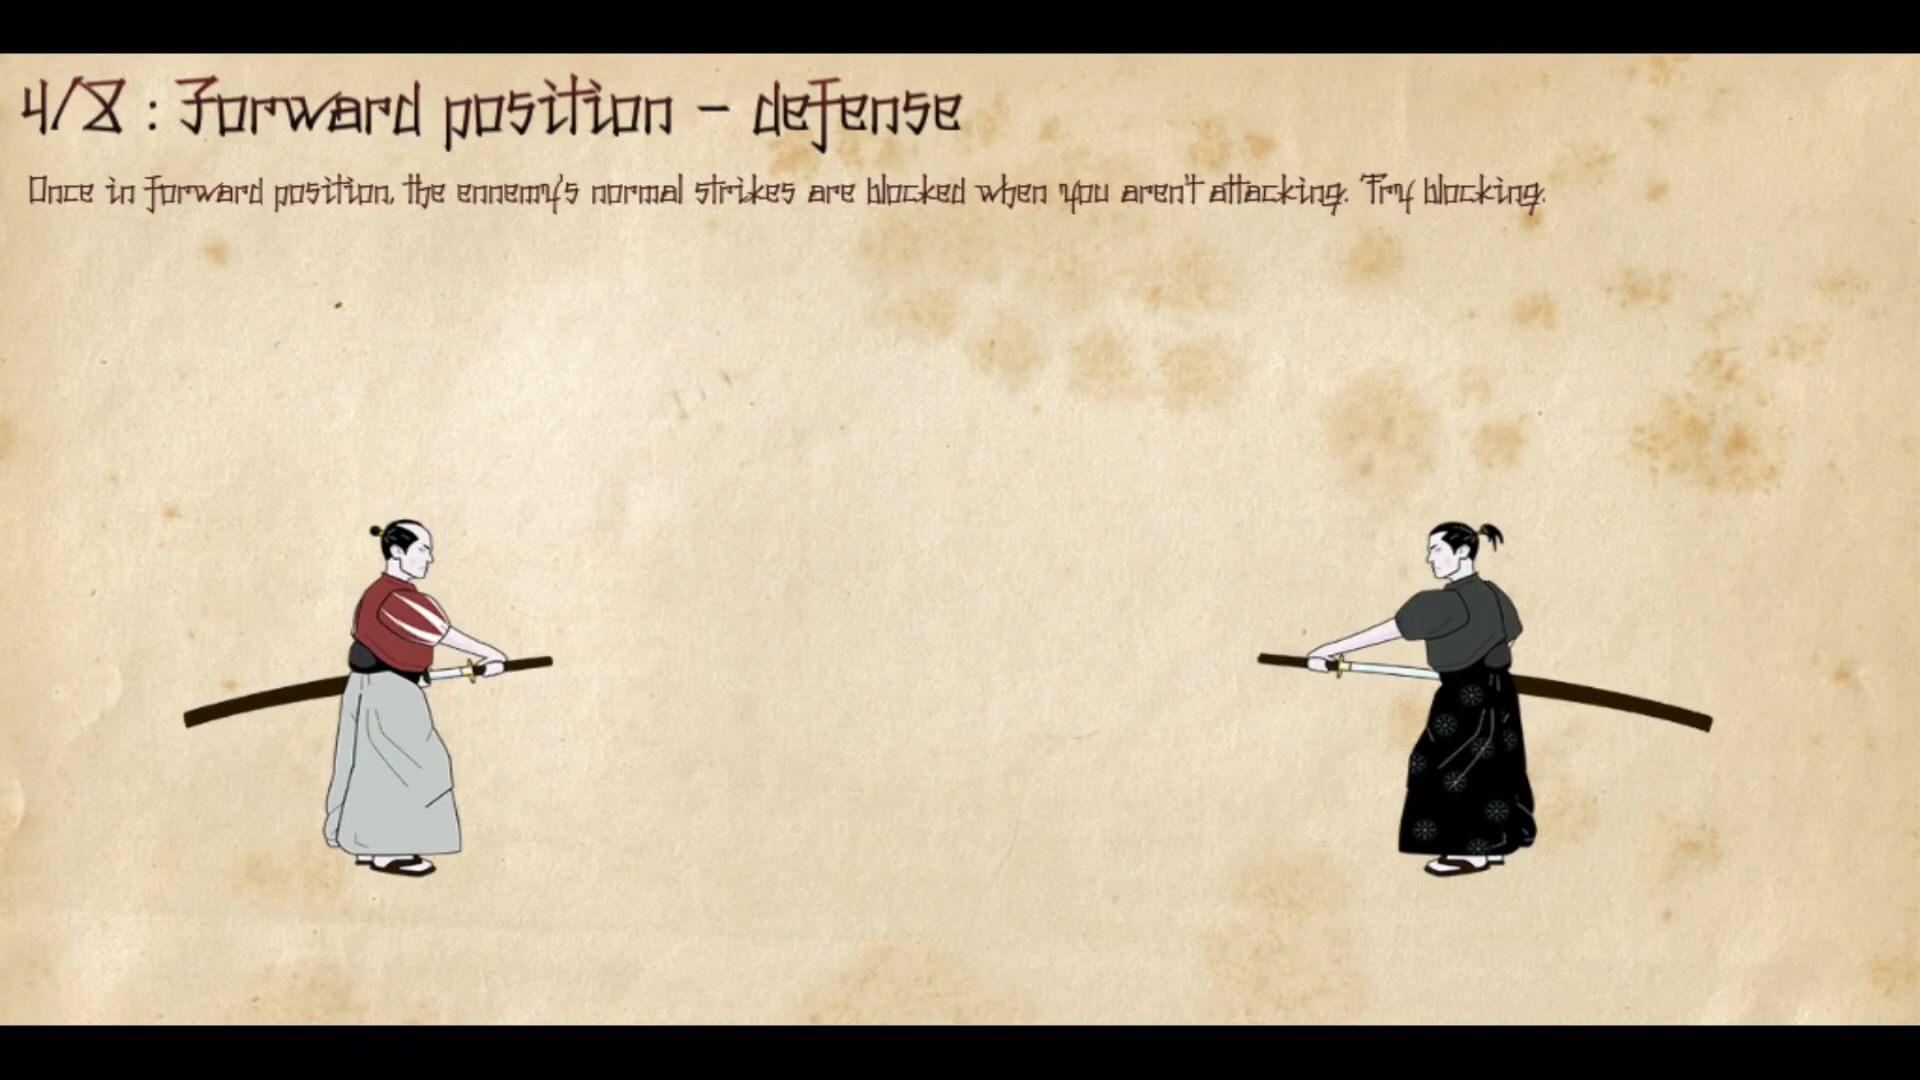 4/8 : Forward position - defense
Once in forward position, the ennemy's normal strikes are blocked when you aren't attacking. Try blocking.